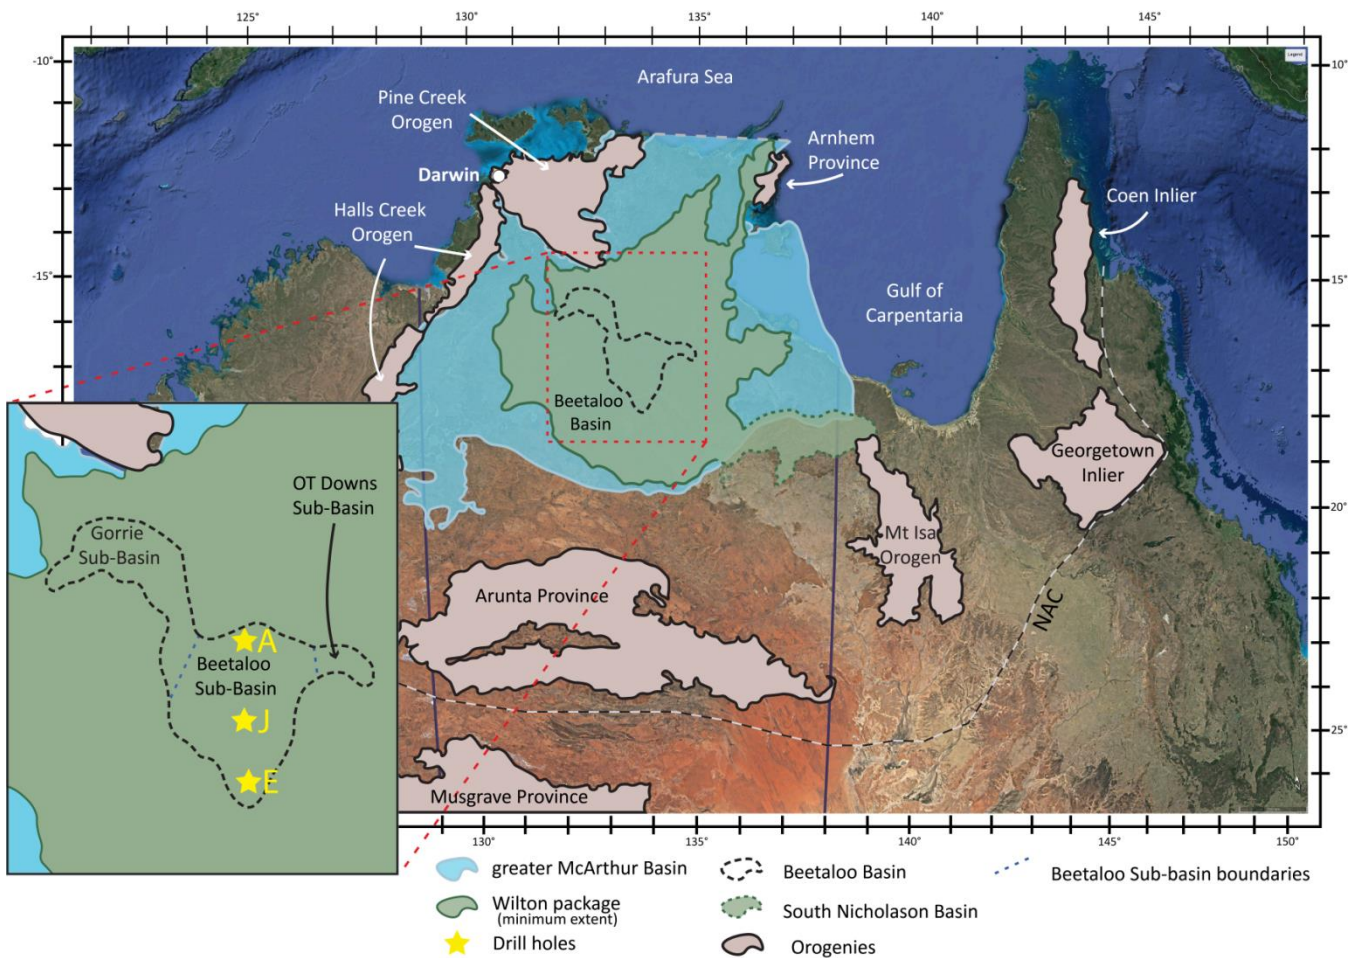 125°
130°
135°
140°
145°
-10°
10°
Legend
Arafura Sea
Pine Creek
Orogen
Arnhem
Province
Darwin
Coen Inlier
Halls Creek
Orogen
-15°
15°
Gulf of
Carpentaria
Beetaloo
Basin
Georgetown
Inlier
OT Downs
Sub-Basin
20°
Gorrie
Sub-Basin
Mt Isa
Orogen
Arunta Province
NAC
A
Beetaloo
Sub-Basin
J
25°
E
Musgrave Province
N
130°
135°
140°
145°
150°
greater McArthur Basin
Beetaloo Basin
Beetaloo Sub-basin boundaries
Wilton package
(minimum extent)
South Nicholason Basin
Drill holes
Orogenies